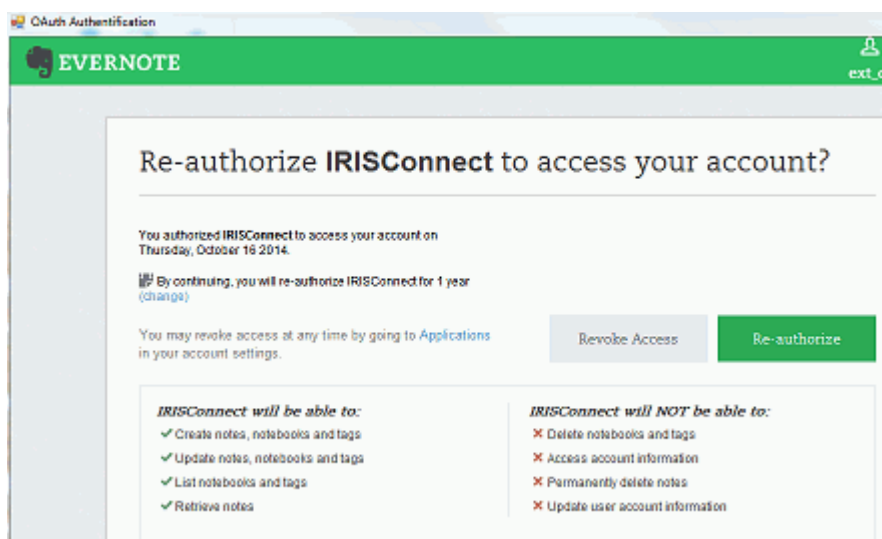 OAuth Authentification
EVERNOTE
Re-authorize IRISConnect to access your account?
You authorized IRISConnect to access your account on
Thursday, October 16 2014.
By continuing, you will re-authorize IRISConnect for 1 year
(change)
You may revoke access at any time by going to Applications
in your account settings.
Revoke Access
Re-authorize
IRISConnect will be able to:
Create notes, notebooks and tags
Update notes, notebooks and tags
List notebooks and tags
Retrieve notes
IRISConnect will NOT be able to:
Delete notebooks and tags
Access account information
Permanently delete notes
Update user account information